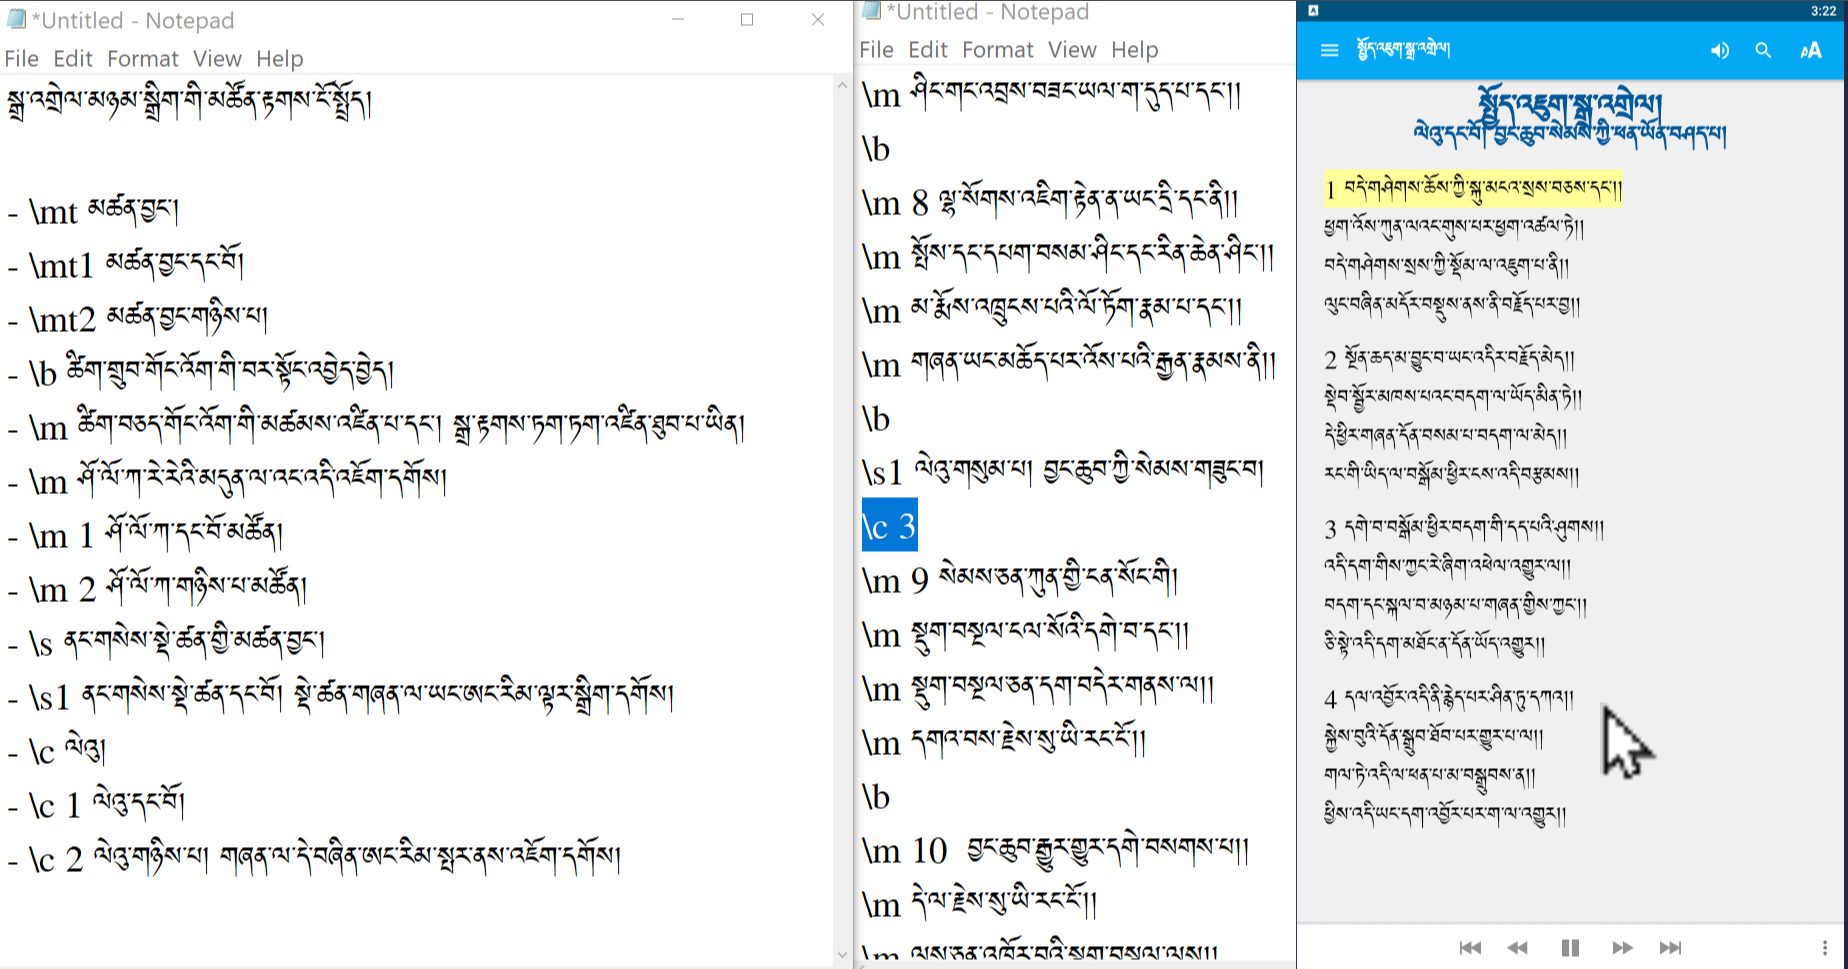 *Untitled - Notepad
File Edit Format View Help
སྒྲ་འགྲེལ་མཉམ་སྒྲིག་གི་མཚོན་རྟགས་ངོ་སྤྲོད།
- \mt མཚན་བྱང་།
- \mt1 མཚན་བྱང་དང་བོ།
- \mt2 མཚན་བྱང་གཉིས་པ།
- \b ཚིག་གྲུབ་གོང་འོག་གི་བར་སྟོང་འབྱེད་བྱེད།
- \m ཚིག་བཅད་གོང་འོག་གི་མཚམས་འཛིན་པ་དང་། སྒྲ་རྟགས་ཏག་ཏག་འཛིན་ཐུབ་པ་ཡིན།
- \m ཤོ་ལོ་ཀ་རེ་རེའི་མདུན་ལ་འང་འདི་འཇོག་དགོས།
- \m 1 ཤོ་ལོ་ཀ་དང་བོ་མཚོན།
- \m 2 ཤོ་ལོ་ཀ་གཉིས་པ་མཚོན།
- \s ནང་གསེས་སྡེ་ཚན་གྱི་མཚན་བྱང་།
- \s1 ནང་གསེས་སྡེ་ཚན་དང་བོ། སྡེ་ཚན་གཞན་ལ་ཡང་ཨང་རིམ་ལྟར་སྒྲིག་དགོས།
- \c ལེའུ།
- \c 1 ལེའུ་དང་བོ།
- \c 2 ལེའུ་གཉིས་པ། གཞན་ལ་དེ་བཞིན་ཨང་རིམ་སྤར་ནས་འཇོག་དགོས།
*Untitled - Notepad
File Edit Format View Help
\m ཤིང་གང་འབྲས་བཟང་ཡལ་ག་དུད་པ་དང་།།
\b
\m 8 ལྷ་སོགས་འཇིག་རྟེན་ན་ཡང་དྲི་དང་ནི།།
\m སྤོས་དང་དཔག་བསམ་ཤིང་དང་རིན་ཆེན་ཤིང་།།
\m མ་རྨོས་འཁྲུངས་པའི་ལོ་ཏོག་རྣམ་པ་དང་།།
\m གཞན་ཡང་མཆོད་པར་འོས་པའི་རྒྱན་རྣམས་ནི།།
\b
\s1 ལེའུ་གསུམ་པ། བྱང་ཆུབ་ཀྱི་སེམས་གཟུང་བ།
\c 3
\m 9 སེམས་ཅན་ཀུན་གྱི་ངན་སོང་གི།
\m སྡུག་བསྔལ་ངལ་སོའི་དགེ་བ་དང་།།
\m སྡུག་བསྔལ་ཅན་དག་བདེར་གནས་ལ།།
\m དགའ་བས་རྗེས་སུ་ཡི་རང་ངོ་།།
\b
\m 10 བྱང་ཆུབ་རྒྱུར་གྱུར་དགེ་བསགས་པ།།
\m དེ་ལ་རྗེས་སུ་ཡི་རང་ངོ་།།
\m ལུས་ཅན་འཁོར་བའི་སྡུག་བསྔལ་ལས།།
3:22
སྤྱོད་འཇུག་སྒྲ་འགྲེལ།
སྤྱོད་འཇུག་སྒྲ་འགྲེལ།
ལེའུ་དང་བོ། བྱང་ཆུབ་སེམས་ཀྱི་ཕན་ཡོན་བཤད་པ།
1 བདེ་གཤེགས་ཆོས་ཀྱི་སྐུ་མངའ་སྲས་བཅས་དང་།།
ཕྱག་འོས་ཀུན་ལའང་གུས་པར་ཕྱག་འཚལ་ཏེ།།
བདེ་གཤེགས་སྲས་ཀྱི་སྡོམ་ལ་འཇུག་པ་ནི།།
ལུང་བཞིན་མདོར་བསྡུས་ནས་ནི་བརྗོད་པར་བྱ།།
2 སྔོན་ཆད་མ་བྱུང་བ་ཡང་འདིར་བརྗོད་མེད།།
སྡེབ་སྦྱོར་མཁས་པའང་བདག་ལ་ཡོད་མིན་ཏེ།།
དེ་ཕྱིར་གཞན་དོན་བསམ་པ་བདག་ལ་མེད།།
རང་གི་ཡིད་ལ་བསྒོམ་ཕྱིར་ངས་འདི་བརྩམས།།
3 དགེ་བ་བསྒོམ་ཕྱིར་བདག་གི་དད་པའི་ཤུགས།།
འདི་དག་གིས་ཀྱང་རེ་ཞིག་འཕེལ་འགྱུར་ལ།།
བདག་དང་སྐལ་བ་མཉམ་པ་གཞན་གྱིས་ཀྱང་།།
ཅི་སྟེ་འདི་དག་མཐོང་ན་དོན་ཡོད་འགྱུར།།
4 དལ་འབྱོར་འདི་ནི་རྙེད་པར་ཤིན་ཏུ་དཀའ།།
སྐྱེས་བུའི་དོན་སྒྲུབ་ཐོབ་པར་གྱུར་པ་ལ།།
གལ་ཏེ་འདི་ལ་ཕན་པ་མ་བསྒྲུབས་ན།།
ཕྱིས་འདི་ཡང་དག་འབྱོར་པར་ག་ལ་འགྱུར།།